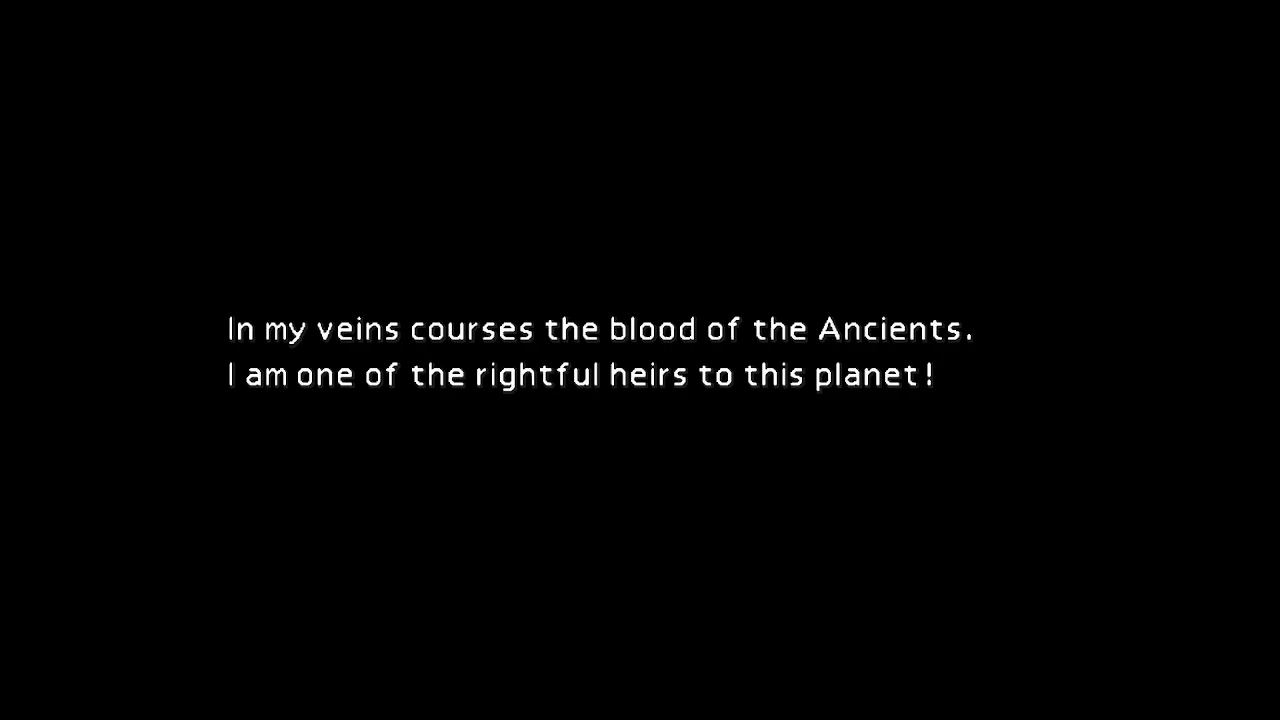 In my veins courses the blood of the Ancients.
I am one of the rightful heirs to this planet!